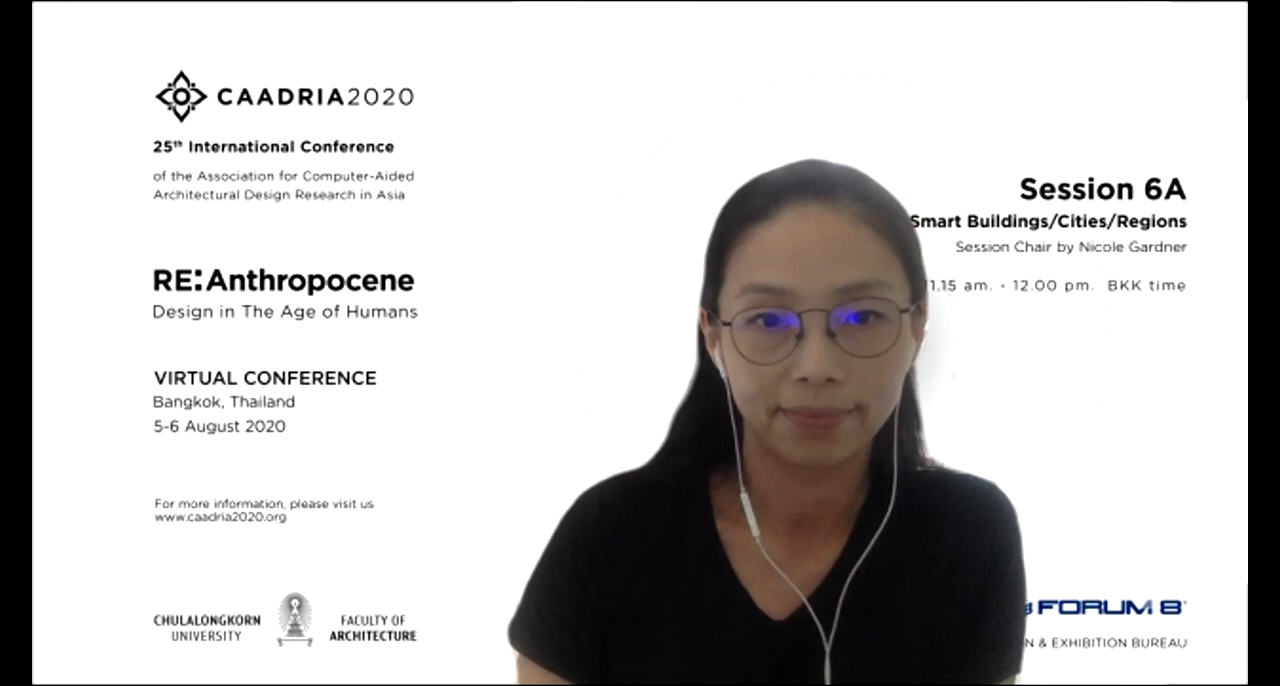 CAADRIA2020
25th International Conference
of the Association for Computer-Aided
Architectural Design Research in Asia
RE:Anthropocene
Design in The Age of Humans
VIRTUAL CONFERENCE
Bangkok, Thailand
5-6 August 2020
For more information, please visit us
www.caadria2020.org
CHULALONGKORN
UNIVERSITY
FACULTY OF
ARCHITECTURE
Session 6A
Smart Buildings/Cities/Regions
Session Chair by Nicole Gardner
1.15 am. - 12.00 pm. BKK time
FORUM 8
& EXHIBITION BUREAU